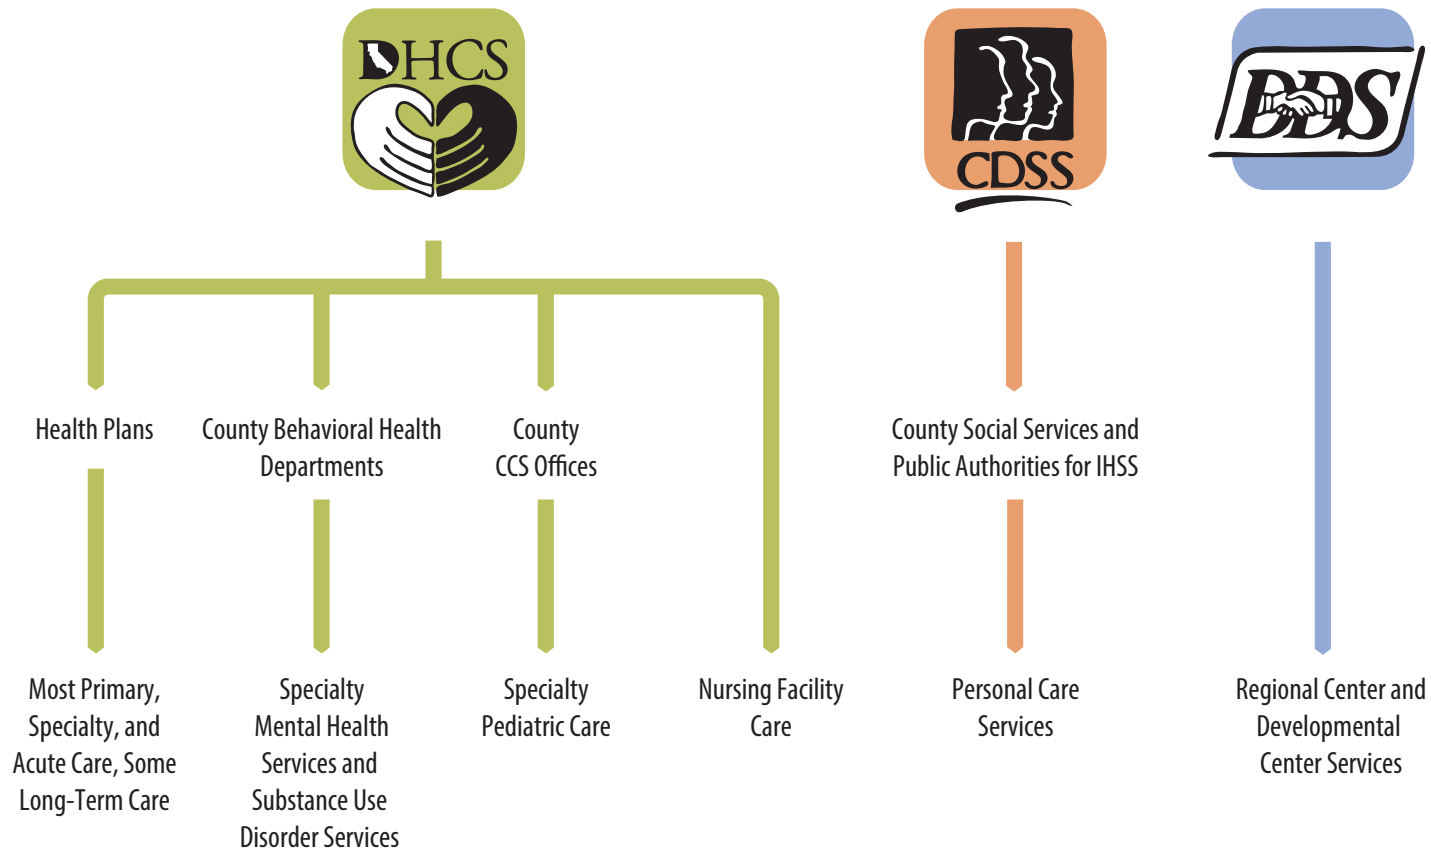 DHCS
CDSS
DDS
Health Plans
County Behavioral Health
Departments
County
CCS Offices
County Social Services and
Public Authorities for IHSS
Most Primary,
Specialty, and
Acute Care, Some
Long-Term Care
Specialty
Mental Health
Services and
Substance Use
Disorder Services
Specialty
Pediatric Care
Nursing Facility
Care
Personal Care
Services
Regional Center and
Developmental
Center Services